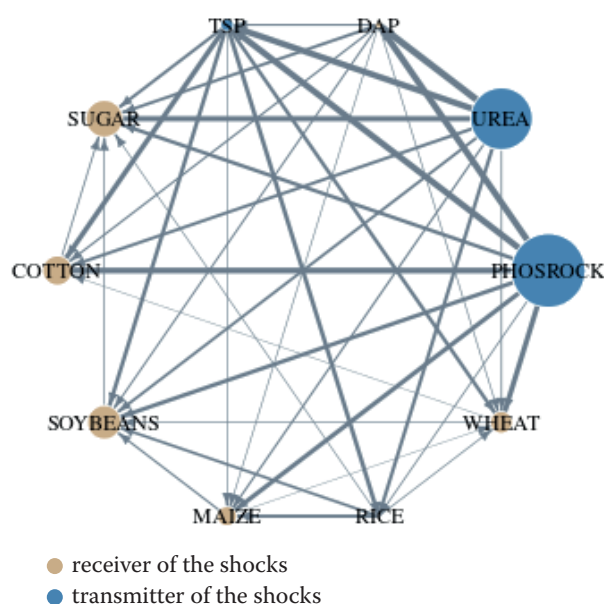 TSP DAP
SUGAR UREA
COTTON PHOSROCK
SOYBEANS WHEAT
MAIZE RICE
receiver of the shocks
transmitter of the shocks